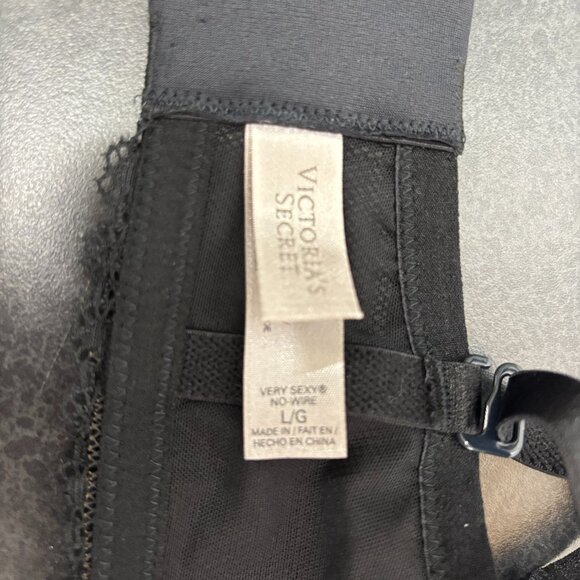 VICTORIA'S
SECRET
VERY SEXY®
NO-WIRE
L/G
MADE IN / FAIT EN /
HECHO EN CHINA